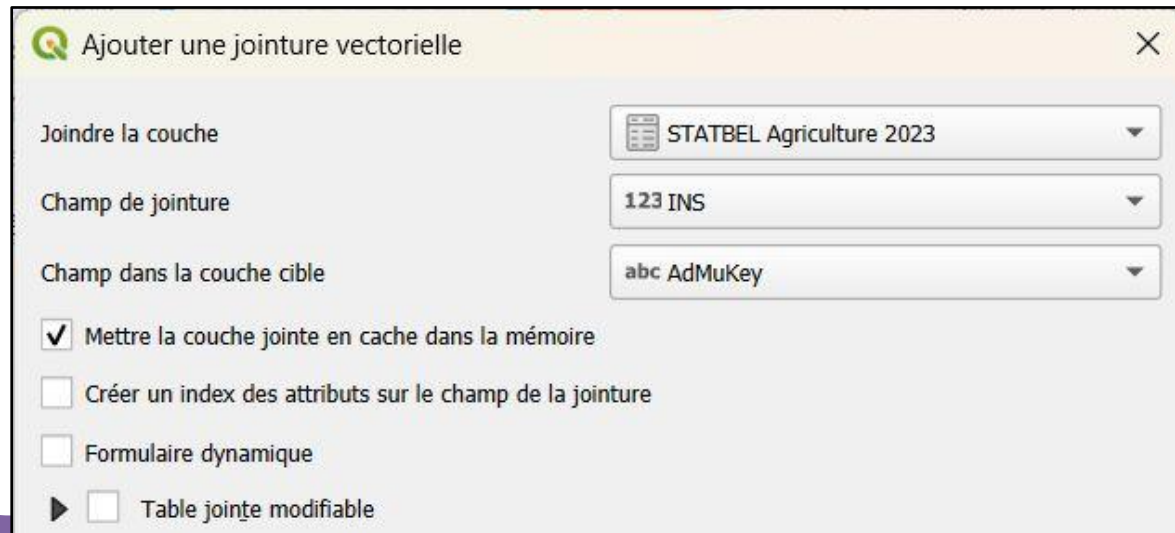 Ajouter une jointure vectorielle
Joindre la couche STATBEL Agriculture 2023
Champ de jointure 123 INS
Champ dans la couche cible abc AdMuKey
Mettre la couche jointe en cache dans la mémoire
Créer un index des attributs sur le champ de la jointure
Formulaire dynamique
Table jointe modifiable